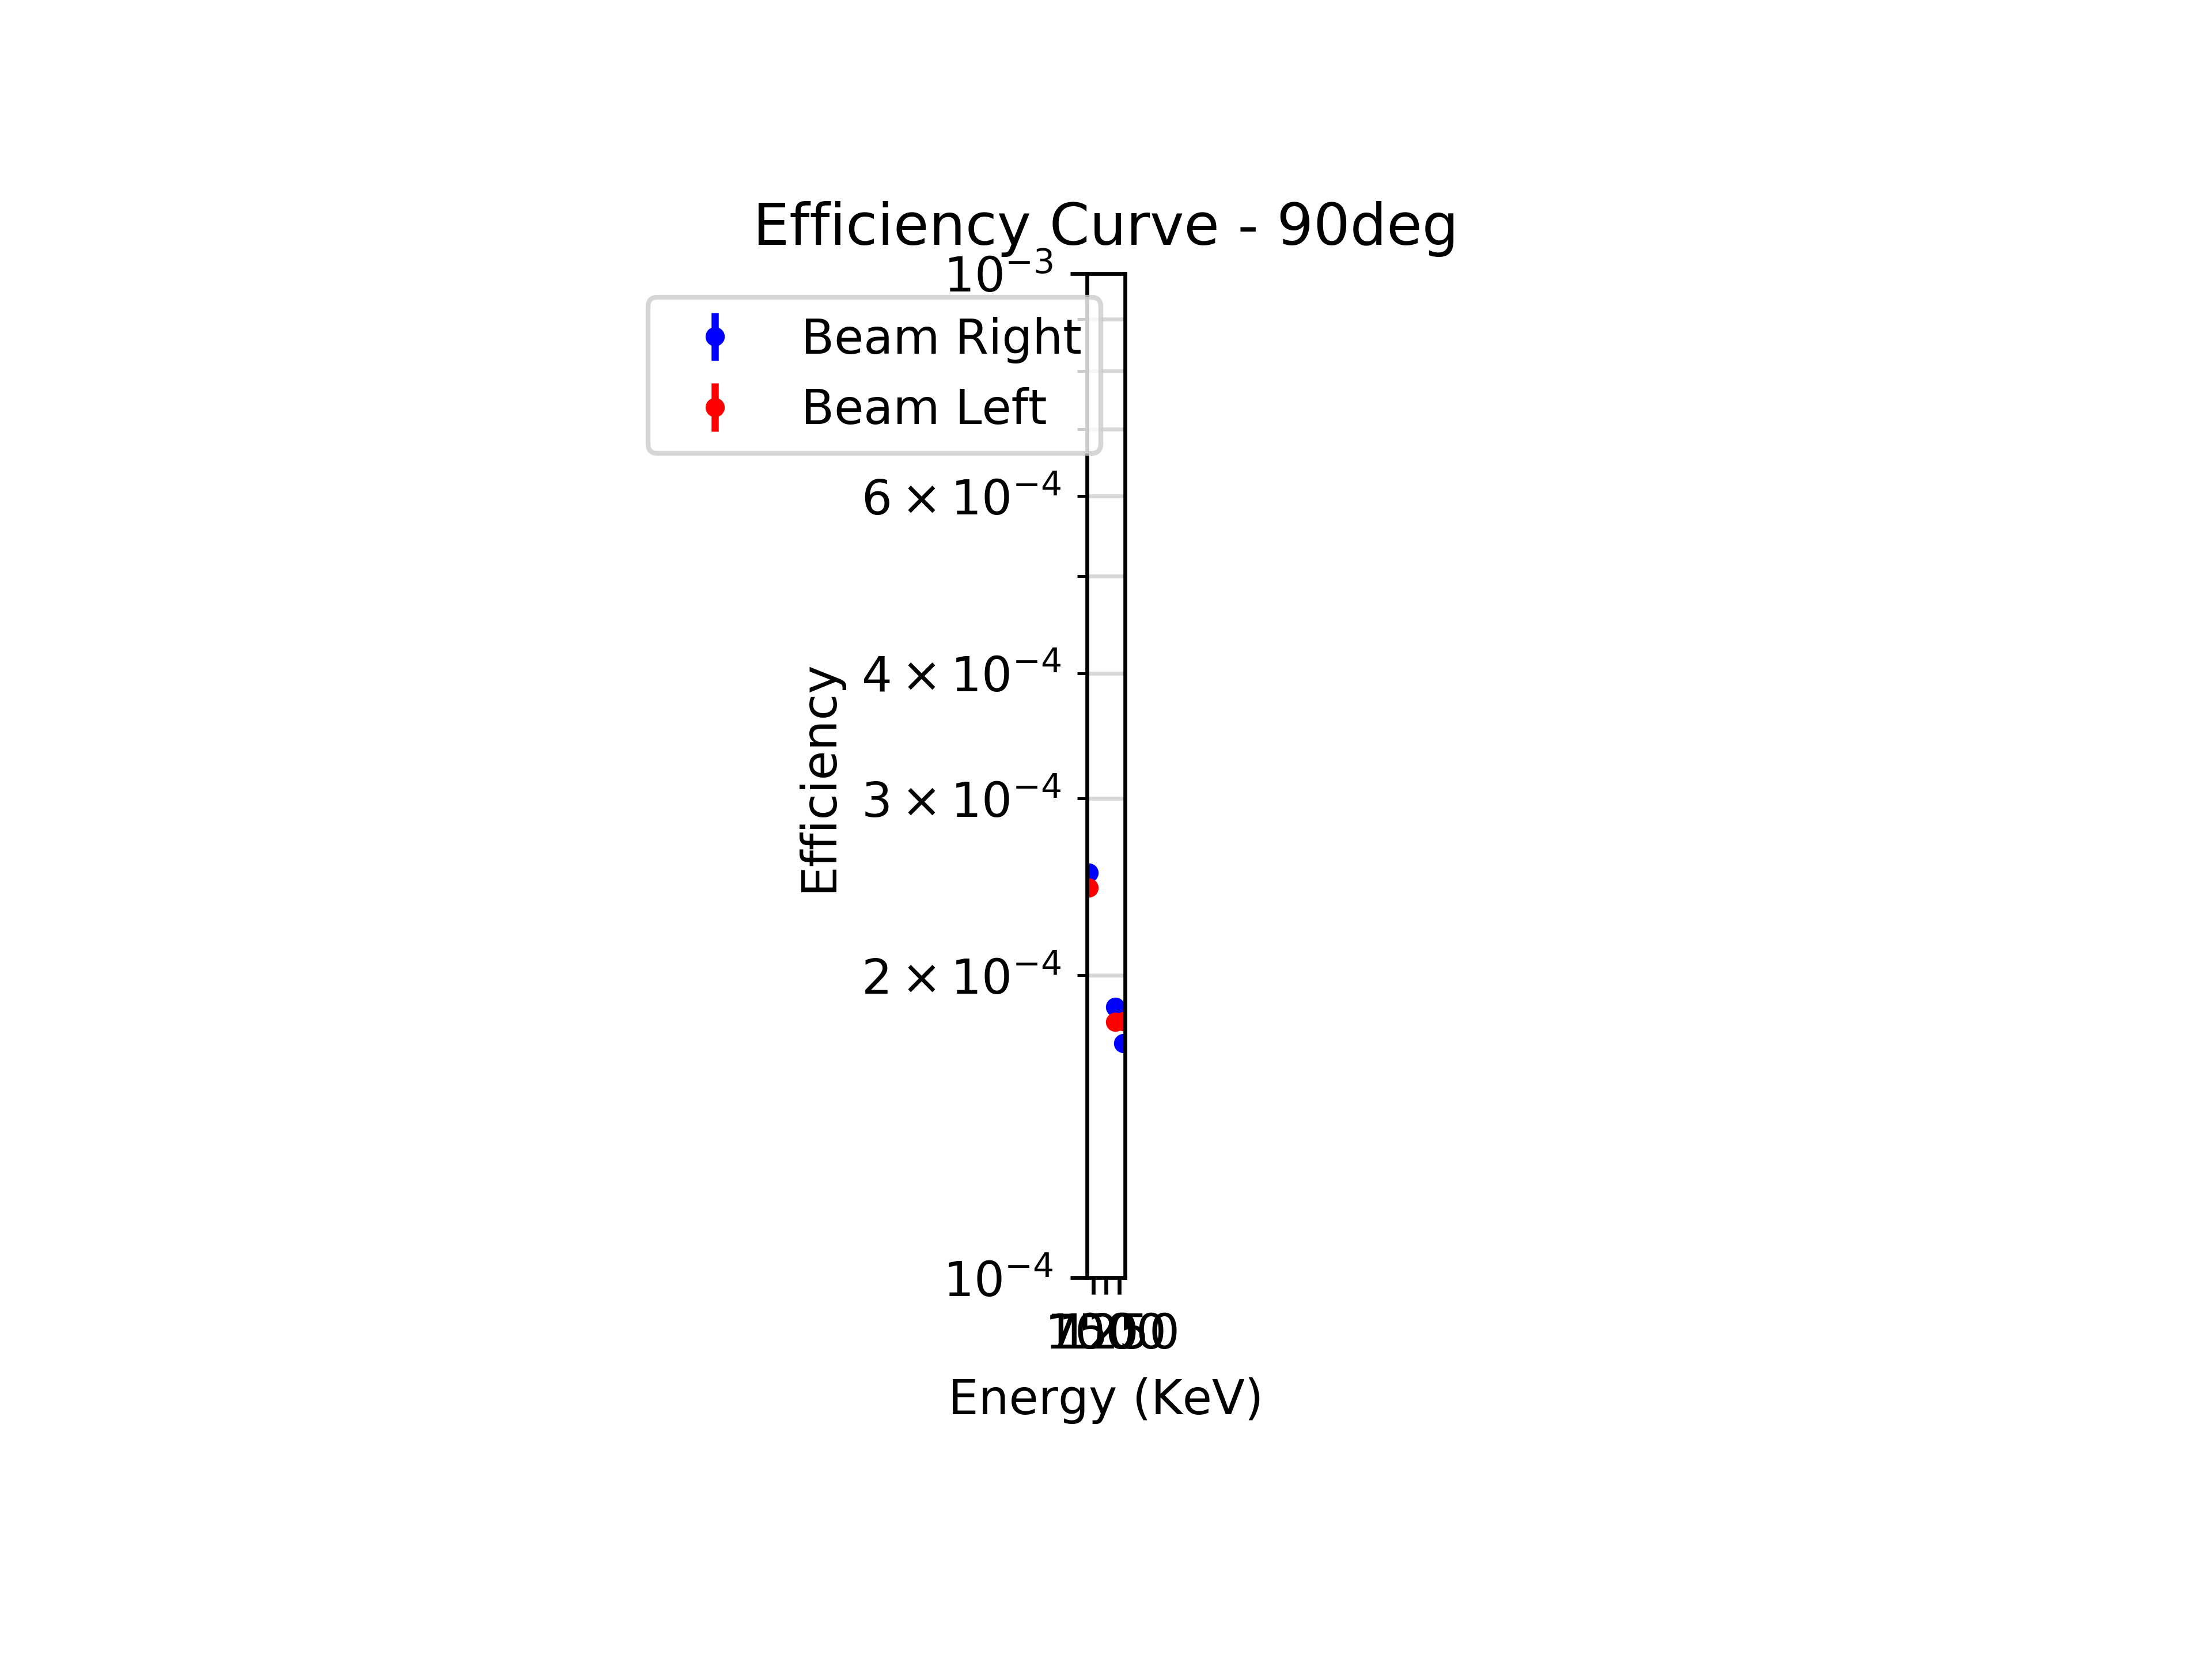 Efficiency Curve - 90deg
10⁻³
Beam Right
Beam Left
6 × 10⁻⁴
4 × 10⁻⁴
3 × 10⁻⁴
Efficiency
2 × 10⁻⁴
10⁻⁴
Energy (KeV)